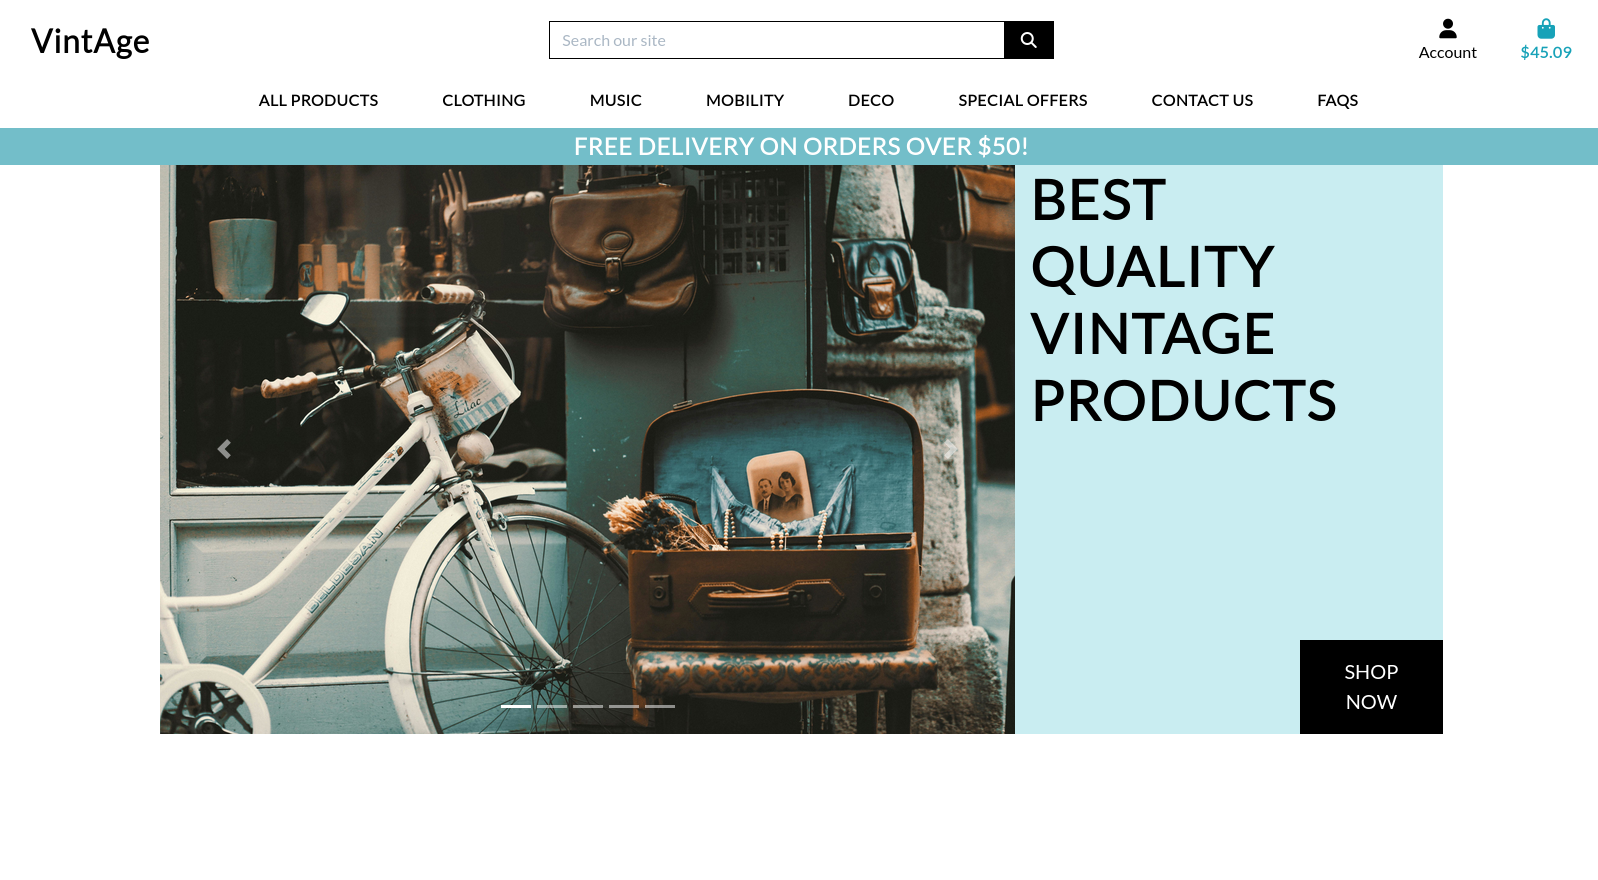 VintAge
Search our site
Account
$45.09
ALL PRODUCTS
CLOTHING
MUSIC
MOBILITY
DECO
SPECIAL OFFERS
CONTACT US
FAQS
FREE DELIVERY ON ORDERS OVER $50!
BEST
QUALITY
VINTAGE
PRODUCTS
Lilac
BELDESAN
SHOP
NOW